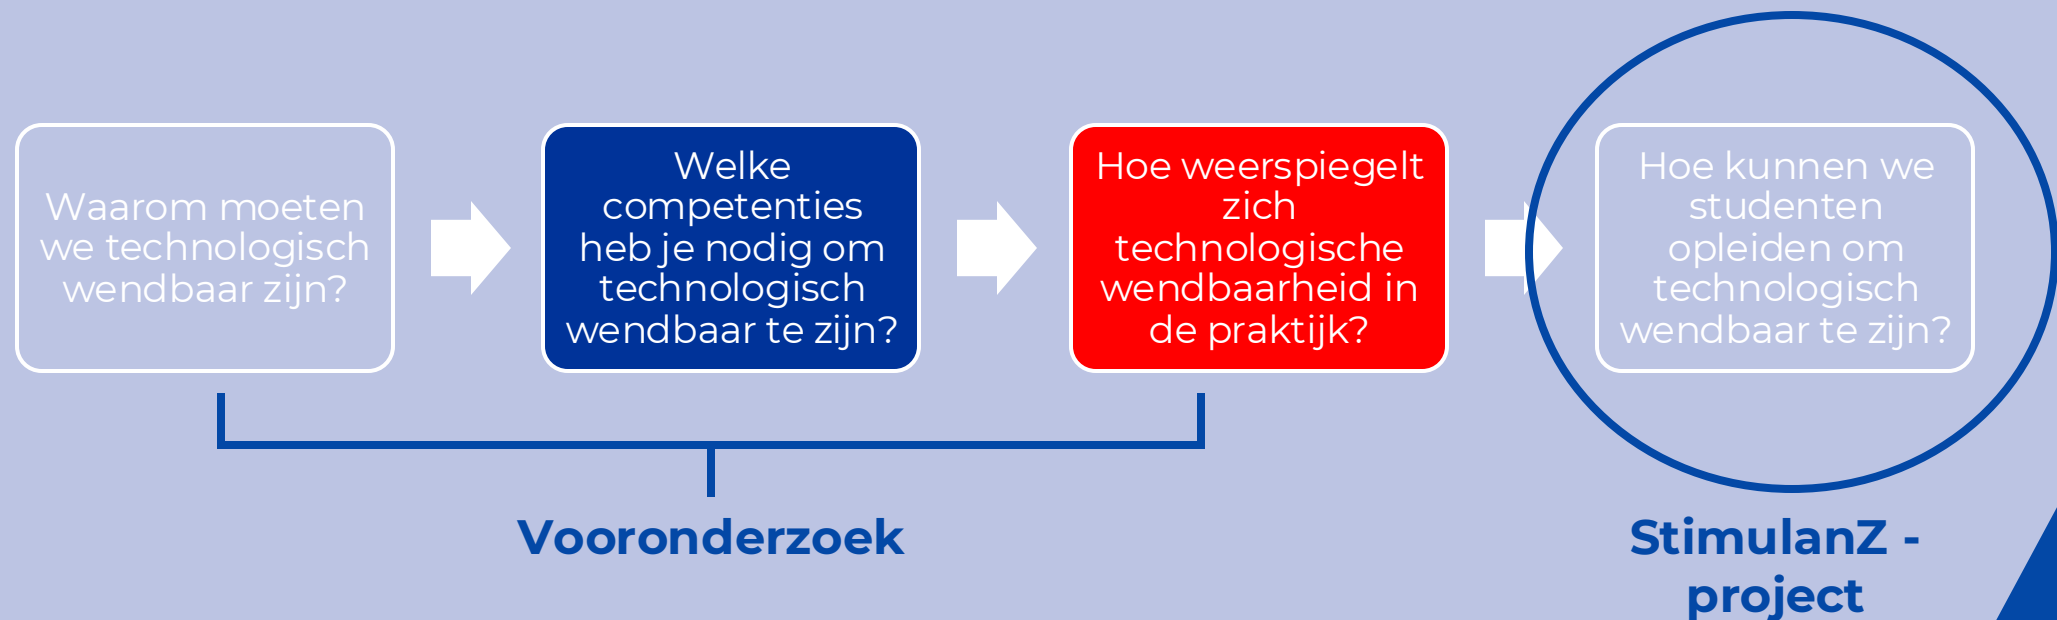 Waarom moeten
we technologisch
wendbaar zijn?
Welke
competenties
heb je nodig om
technologisch
wendbaar te zijn?
Hoe weerspiegelt
zich
technologische
wendbaarheid in
de praktijk?
Hoe kunnen we
studenten
opleiden om
technologisch
wendbaar te zijn?
Vooronderzoek
StimulanZ -
project